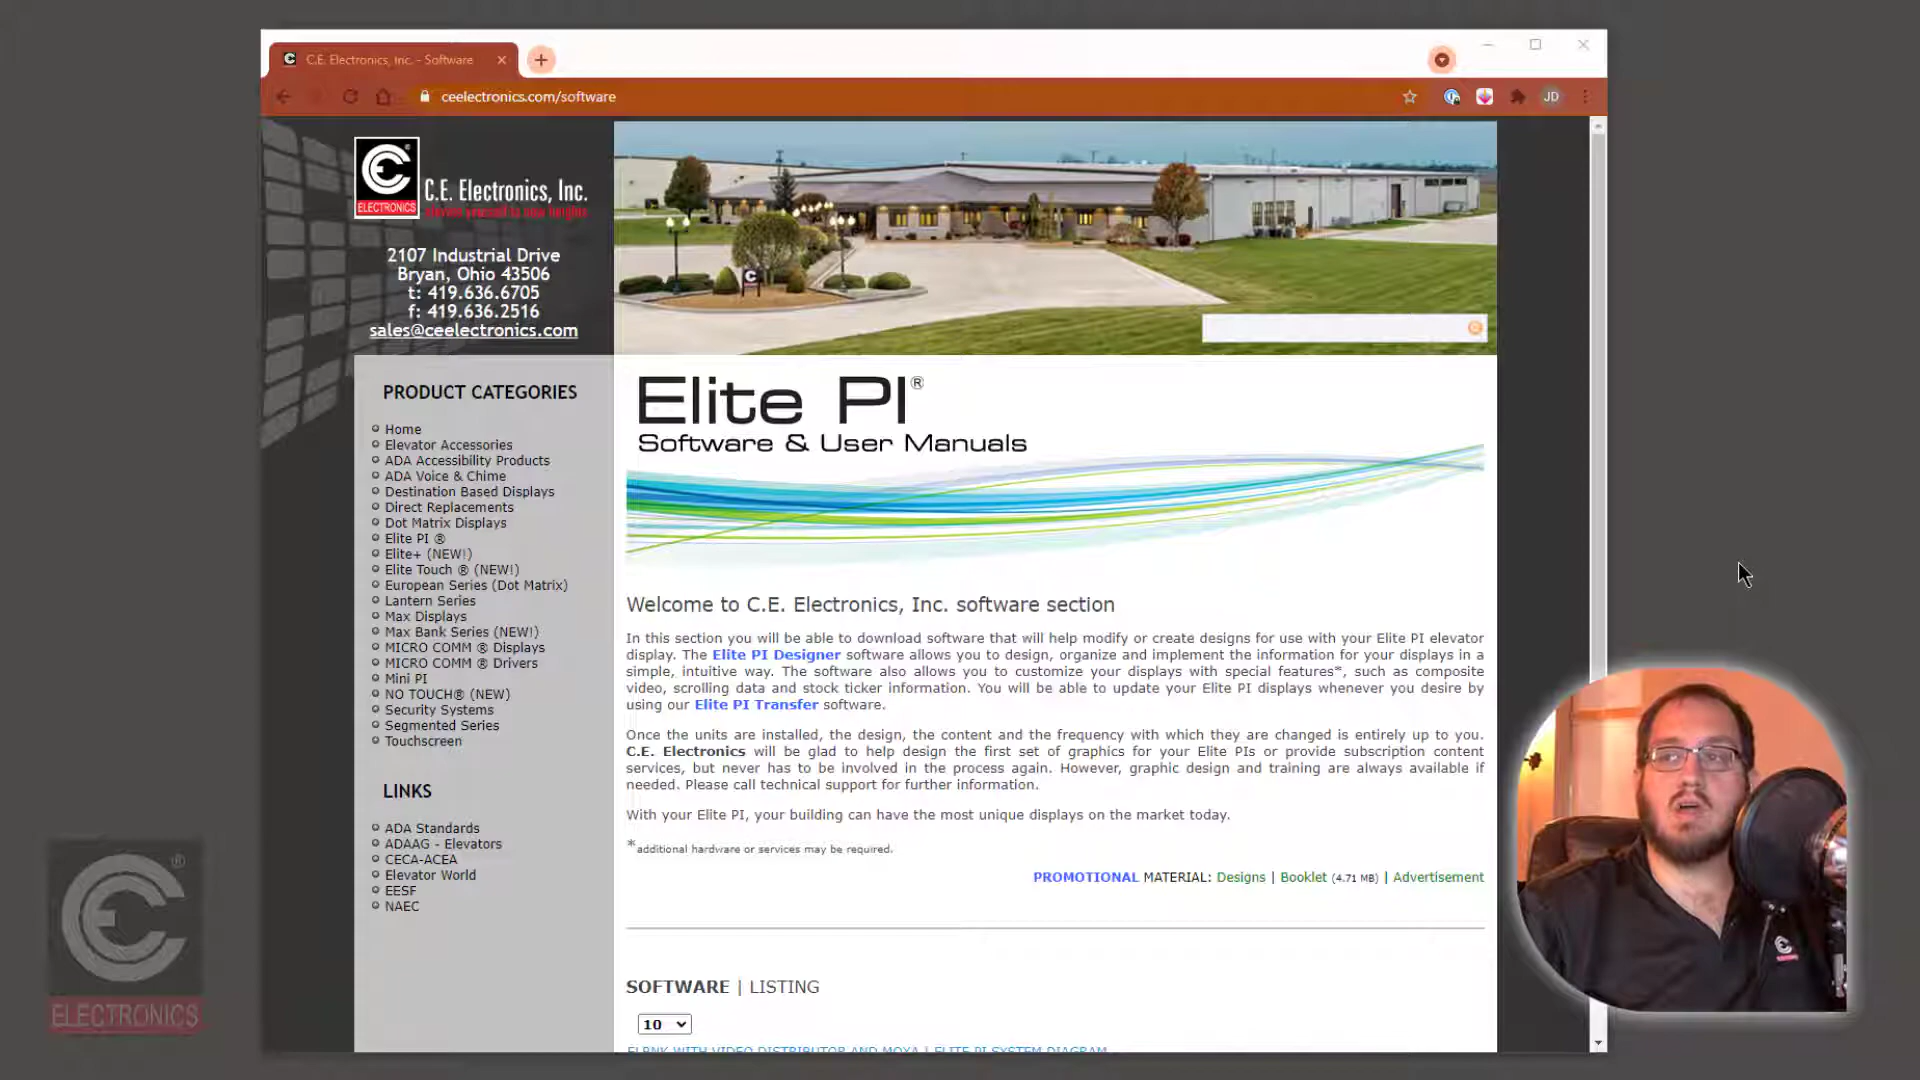 C.E. Electronics, Inc. - Software
ceelectronics.com/software
JD
ELECTRONICS
C.E. Electronics, Inc.
elevate yourself to new heights
2107 Industrial Drive
Bryan, Ohio 43506
t: 419.636.6705
f: 419.636.2516
sales@ceelectronics.com
PRODUCT CATEGORIES
Home
Elevator Accessories
ADA Accessibility Products
ADA Voice & Chime
Destination Based Displays
Direct Replacements
Dot Matrix Displays
Elite PI ®
Elite+ (NEW!)
Elite Touch ® (NEW!)
European Series (Dot Matrix)
Lantern Series
Max Displays
Max Bank Series (NEW!)
MICRO COMM ® Displays
MICRO COMM ® Drivers
Mini PI
NO TOUCH® (NEW)
Security Systems
Segmented Series
Touchscreen
LINKS
ADA Standards
ADAAG - Elevators
CECA-ACEA
Elevator World
EESF
NAEC
Elite PI®
Software & User Manuals
Welcome to C.E. Electronics, Inc. software section
In this section you will be able to download software that will help modify or create designs for use with your Elite PI elevator
display. The Elite PI Designer software allows you to design, organize and implement the information for your displays in a
simple, intuitive way. The software also allows you to customize your displays with special features*, such as composite
video, scrolling data and stock ticker information. You will be able to update your Elite PI displays whenever you desire by
using our Elite PI Transfer software.
Once the units are installed, the design, the content and the frequency with which they are changed is entirely up to you.
C.E. Electronics will be glad to help design the first set of graphics for your Elite PIs or provide subscription content
services, but never has to be involved in the process again. However, graphic design and training are always available if
needed. Please call technical support for further information.
With your Elite PI, your building can have the most unique displays on the market today.
*additional hardware or services may be required.
PROMOTIONAL MATERIAL: Designs | Booklet (4.71 MB) | Advertisement
SOFTWARE | LISTING
10
WITH VIDEO DISTRIBUTOR AND MOXA | ELITE PI SYSTEM DIAGRAM
ELECTRONICS